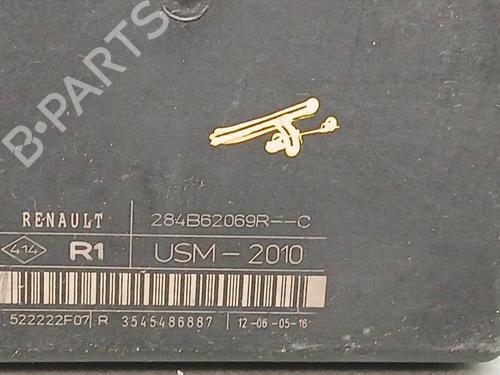 B-PARTS
RENAULT 284B62069R--C
414 R1 USM-2010
522222F07 R 3545486887 12-06-05-16